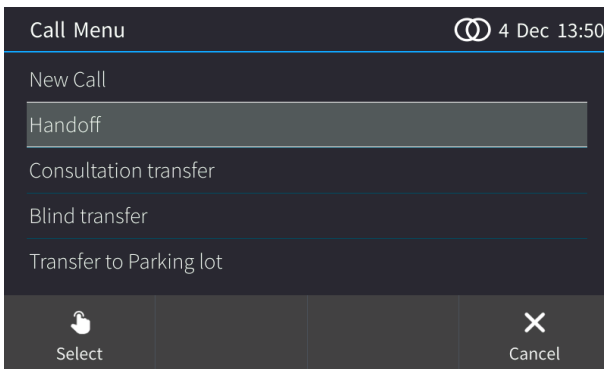 Call Menu
4 Dec 13:50
New Call
Handoff
Consultation transfer
Blind transfer
Transfer to Parking lot
Select
Cancel